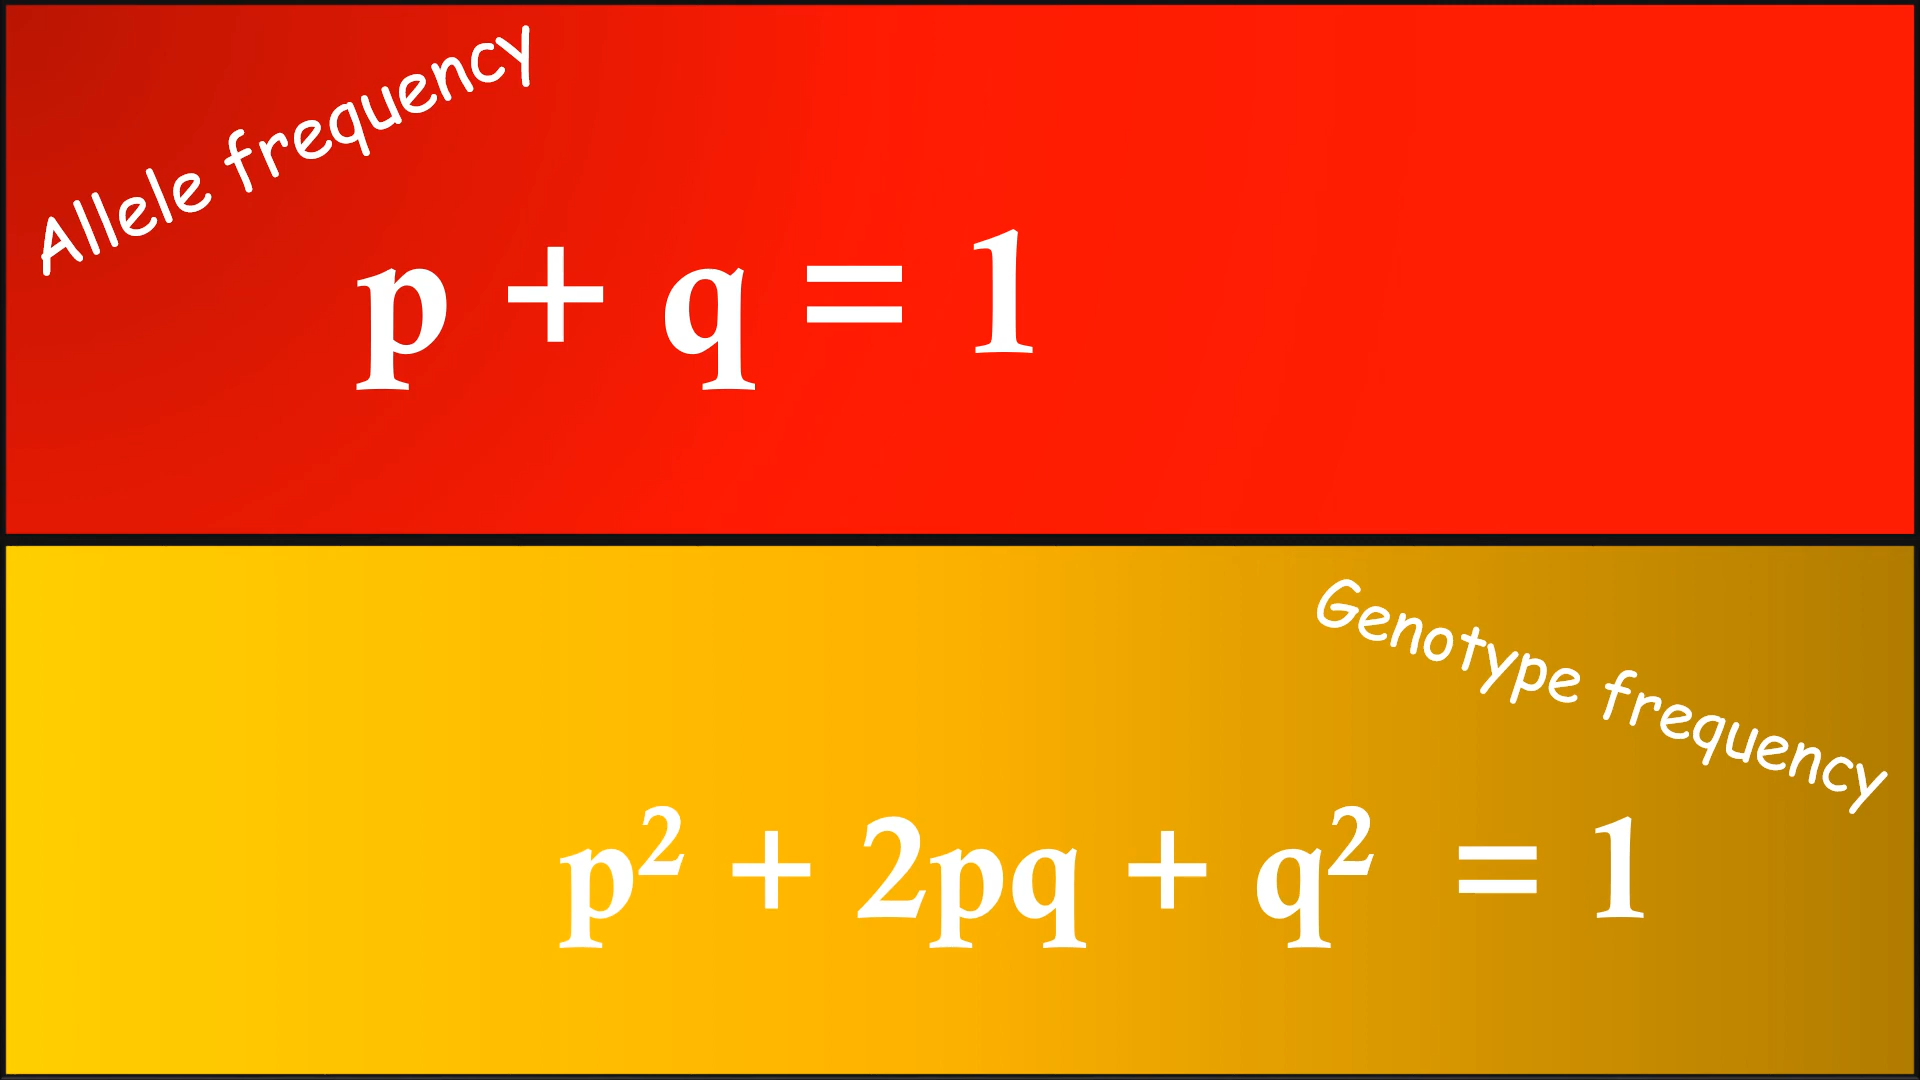 Allele frequency
p + q = 1
Genotype frequency
p² + 2pq + q² = 1